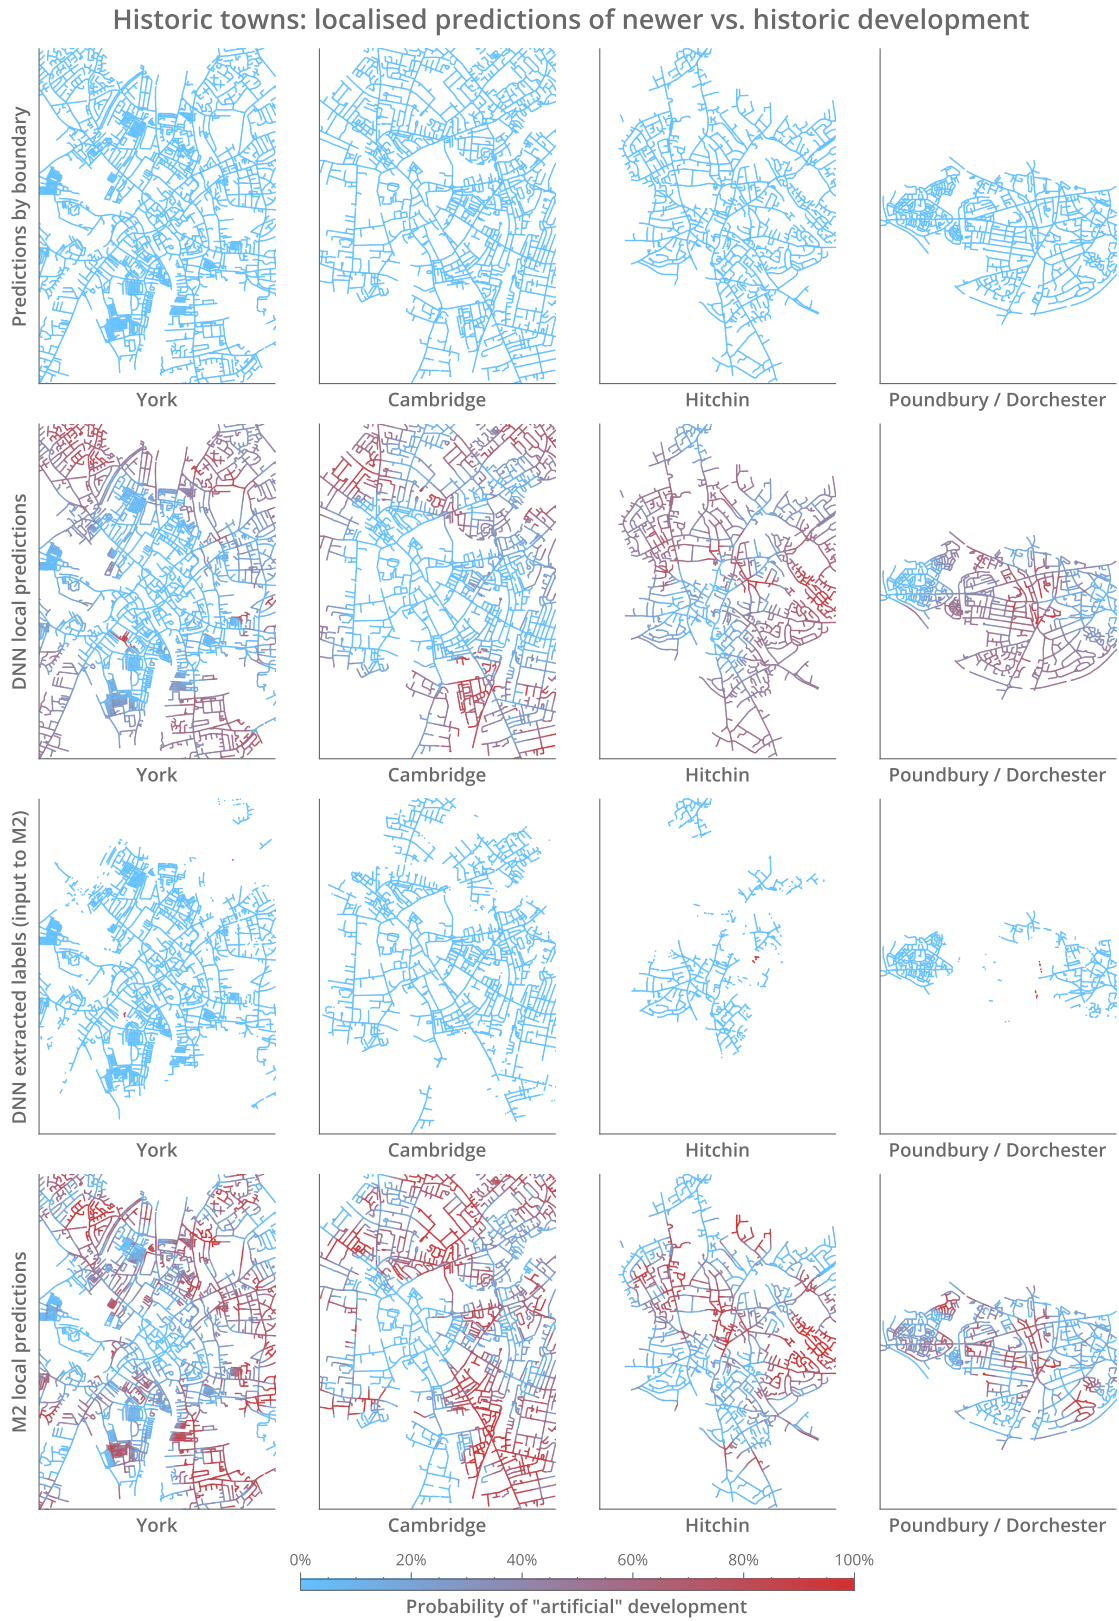 Historic towns: localised predictions of newer vs. historic development
Predictions by boundary
York
Cambridge
Hitchin
Poundbury / Dorchester
DNN local predictions
York
Cambridge
Hitchin
Poundbury / Dorchester
DNN extracted labels (input to M2)
York
Cambridge
Hitchin
Poundbury / Dorchester
M2 local predictions
York
Cambridge
Hitchin
Poundbury / Dorchester
0% 20% 40% 60% 80% 100%
Probability of "artificial" development